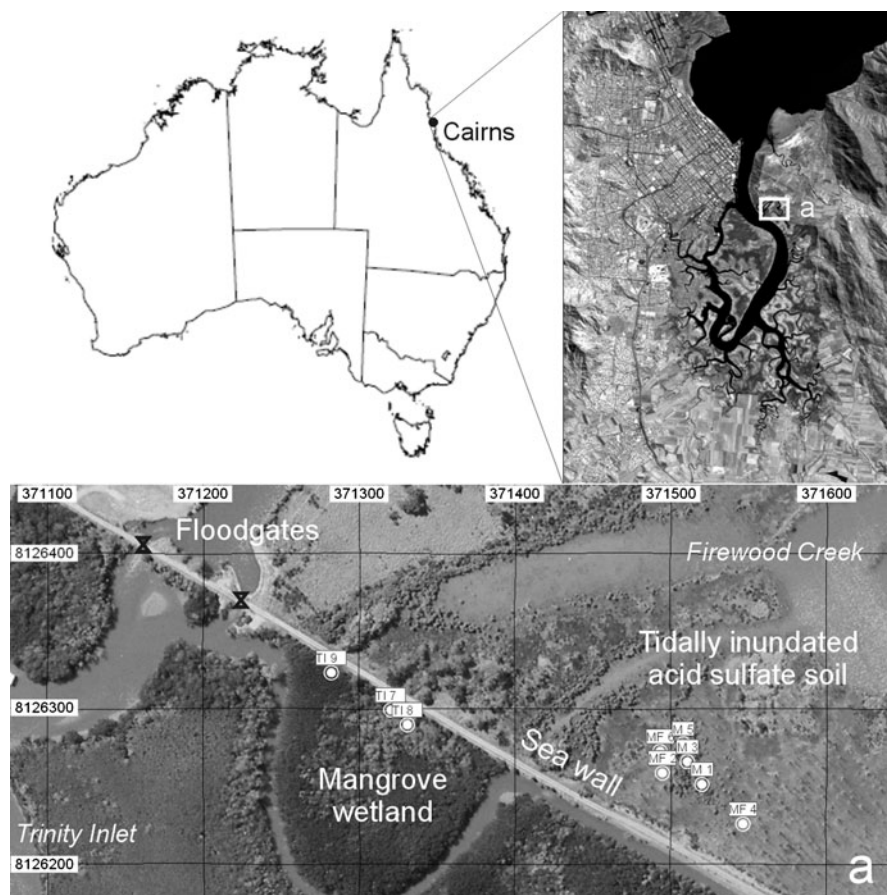 Cairns
a
371100
371200
371300
371400
371500
371600
Floodgates
8126400
Firewood Creek
Tidally inundated
acid sulfate soil
TI 9
8126300
TI 7
TI 8
M 5
MF 6
M 3
MF 2
M 1
Sea wall
Mangrove
wetland
MF 4
Trinity Inlet
8126200
a